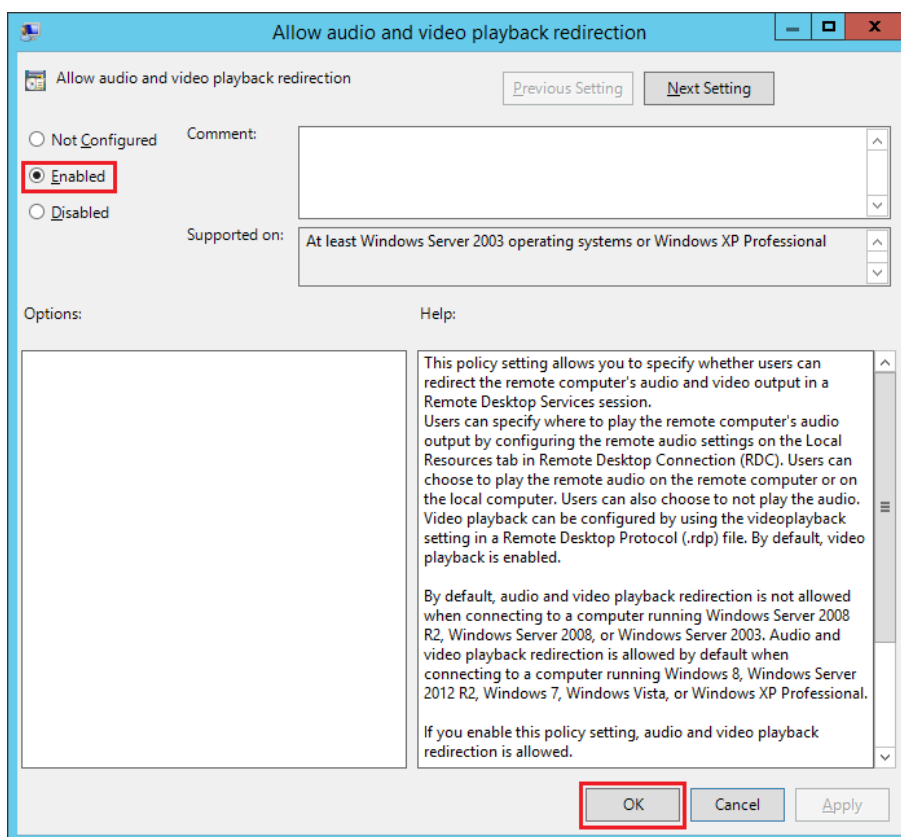 Allow audio and video playback redirection
x
Allow audio and video playback redirection
Previous Setting
Next Setting
Not Configured
Comment:
Enabled
Disabled
Supported on:
At least Windows Server 2003 operating systems or Windows XP Professional
Options:
Help:
This policy setting allows you to specify whether users can
redirect the remote computer's audio and video output in a
Remote Desktop Services session.
Users can specify where to play the remote computer's audio
output by configuring the remote audio settings on the Local
Resources tab in Remote Desktop Connection (RDC). Users can
choose to play the remote audio on the remote computer or on
the local computer. Users can also choose to not play the audio.
Video playback can be configured by using the videoplayback
setting in a Remote Desktop Protocol (.rdp) file. By default, video
playback is enabled.
By default, audio and video playback redirection is not allowed
when connecting to a computer running Windows Server 2008
R2, Windows Server 2008, or Windows Server 2003. Audio and
video playback redirection is allowed by default when
connecting to a computer running Windows 8, Windows Server
2012 R2, Windows 7, Windows Vista, or Windows XP Professional.
If you enable this policy setting, audio and video playback
redirection is allowed.
OK
Cancel
Apply